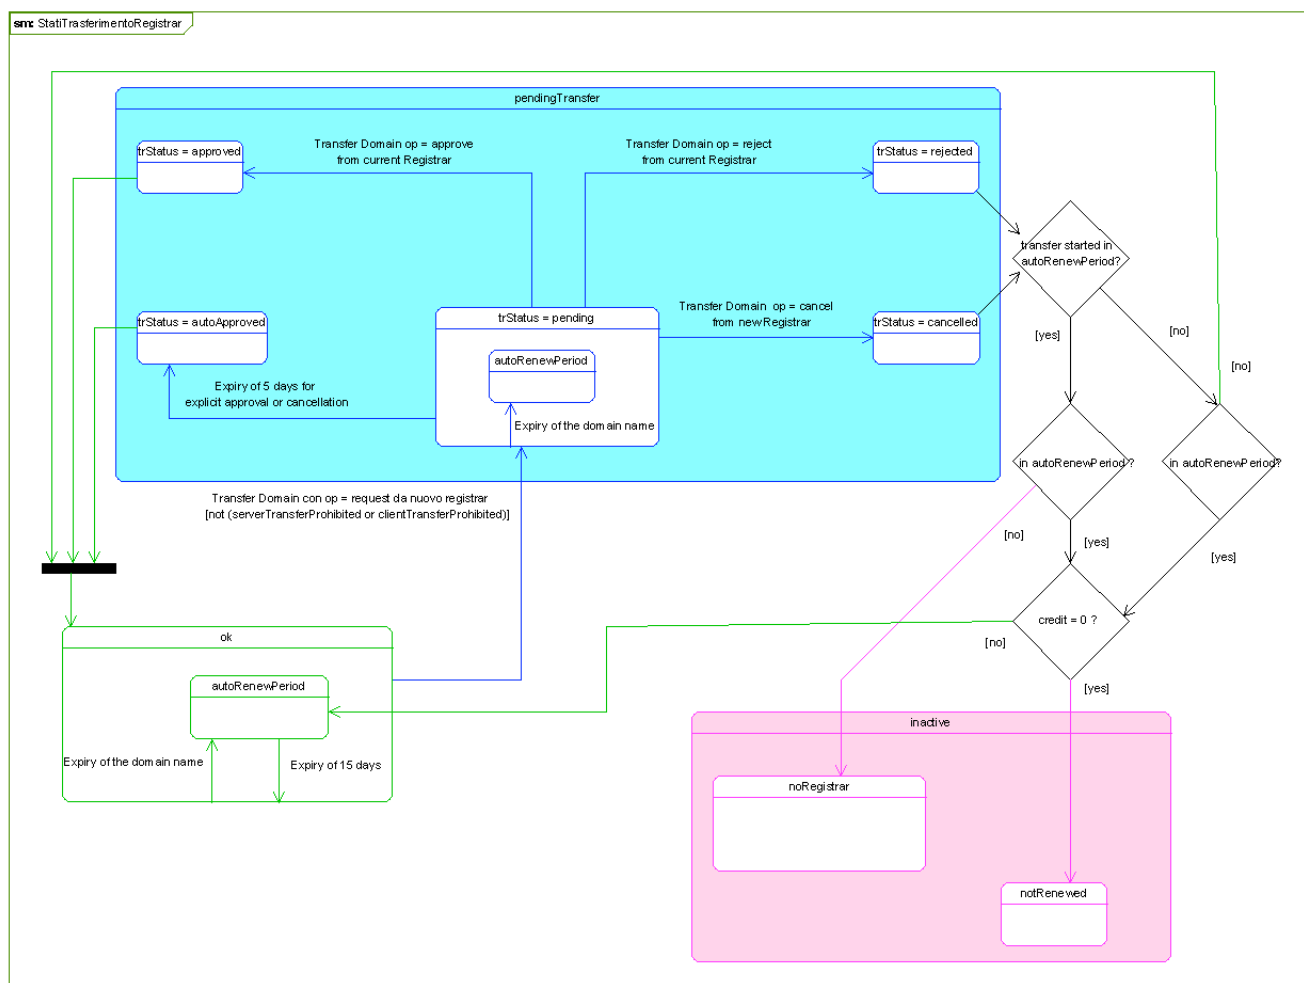 sm: StatiTrasferimentoRegistrar
pendingTransfer
trStatus = approved
Transfer Domain op = approve
from current Registrar
Transfer Domain op = reject
from current Registrar
trStatus = rejected
transfer started in
autoRenewPeriod?
trStatus = autoApproved
trStatus = pending
Transfer Domain  op = cancel
from newRegistrar
trStatus = cancelled
[yes]
[no]
[no]
autoRenewPeriod
Expiry of 5 days for
explicit approval or cancellation
Expiry of the domain name
in autoRenewPeriod ?
in autoRenewPeriod?
Transfer Domain con op = request da nuovo registrar
[not (serverTransferProhibited or clientTransferProhibited)]
[no]
[yes]
[yes]
credit = 0 ?
ok
[no]
autoRenewPeriod
[yes]
inactive
Expiry of the domain name
Expiry of 15 days
noRegistrar
notRenewed